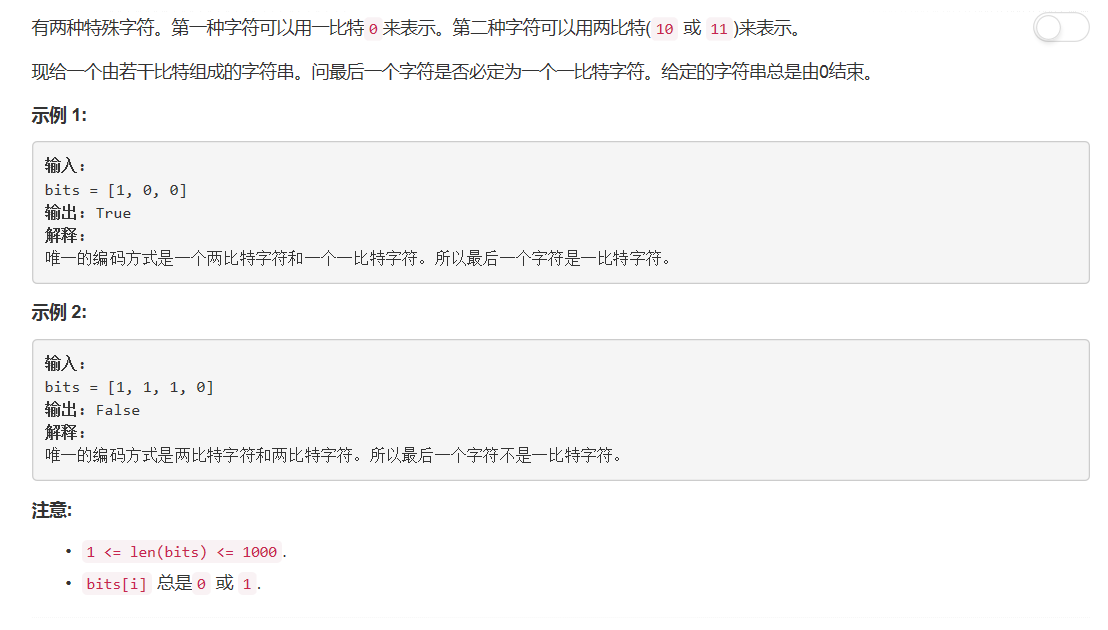 有两种特殊字符。第一种字符可以用一比特0来表示。第二种字符可以用两比特(10 或 11)来表示。
现给一个由若干比特组成的字符串。问最后一个字符是否必定为一个一比特字符。给定的字符串总是由0结束。
示例 1:
输入:
bits = [1, 0, 0]
输出: True
解释:
唯一的编码方式是一个两比特字符和一个一比特字符。所以最后一个字符是一比特字符。
示例 2:
输入:
bits = [1, 1, 1, 0]
输出: False
解释:
唯一的编码方式是两比特字符和两比特字符。所以最后一个字符不是一比特字符。
注意:
• 1 <= len(bits) <= 1000.
• bits[i] 总是0 或 1.